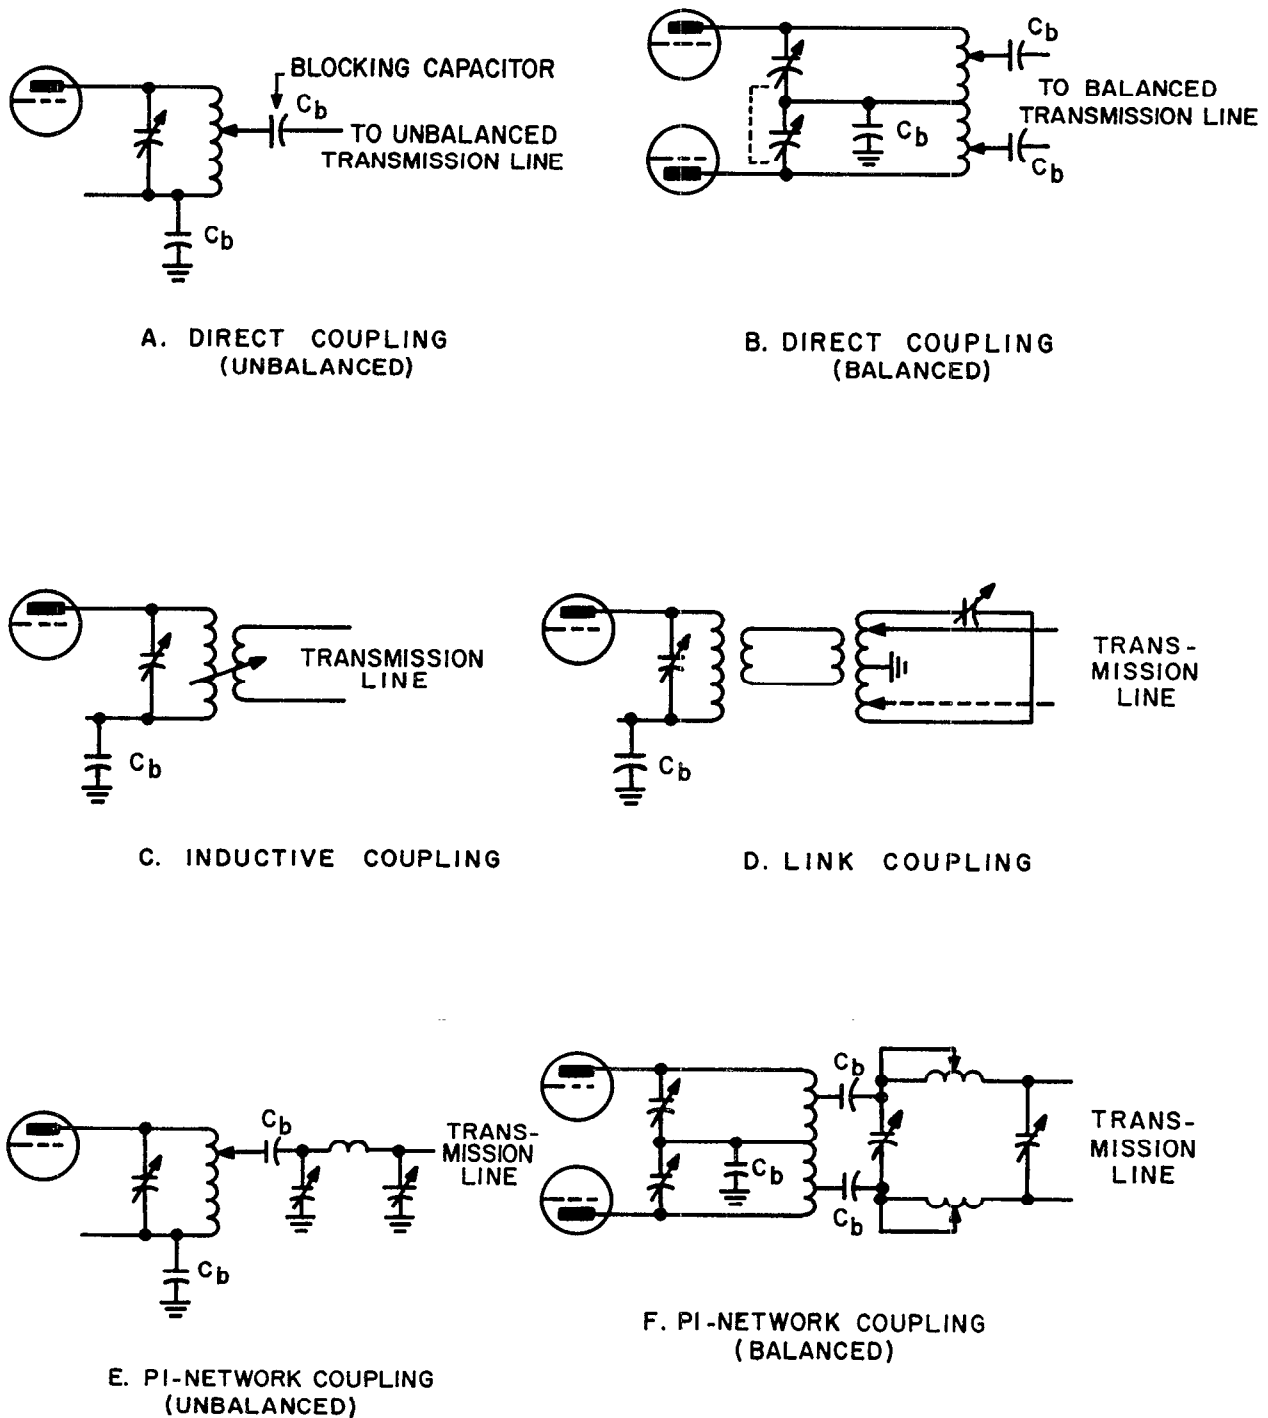 BLOCKING CAPACITOR
Cb
TO UNBALANCED
TRANSMISSION LINE
Cb
A. DIRECT COUPLING
(UNBALANCED)
Cb
TO BALANCED
TRANSMISSION LINE
Cb
Cb
B. DIRECT COUPLING
(BALANCED)
TRANSMISSION
LINE
Cb
C. INDUCTIVE COUPLING
TRANS-
MISSION
LINE
Cb
D. LINK COUPLING
Cb
TRANS-
MISSION
LINE
Cb
E. PI-NETWORK COUPLING
(UNBALANCED)
Cb
TRANS-
MISSION
LINE
Cb
Cb
F. PI-NETWORK COUPLING
(BALANCED)